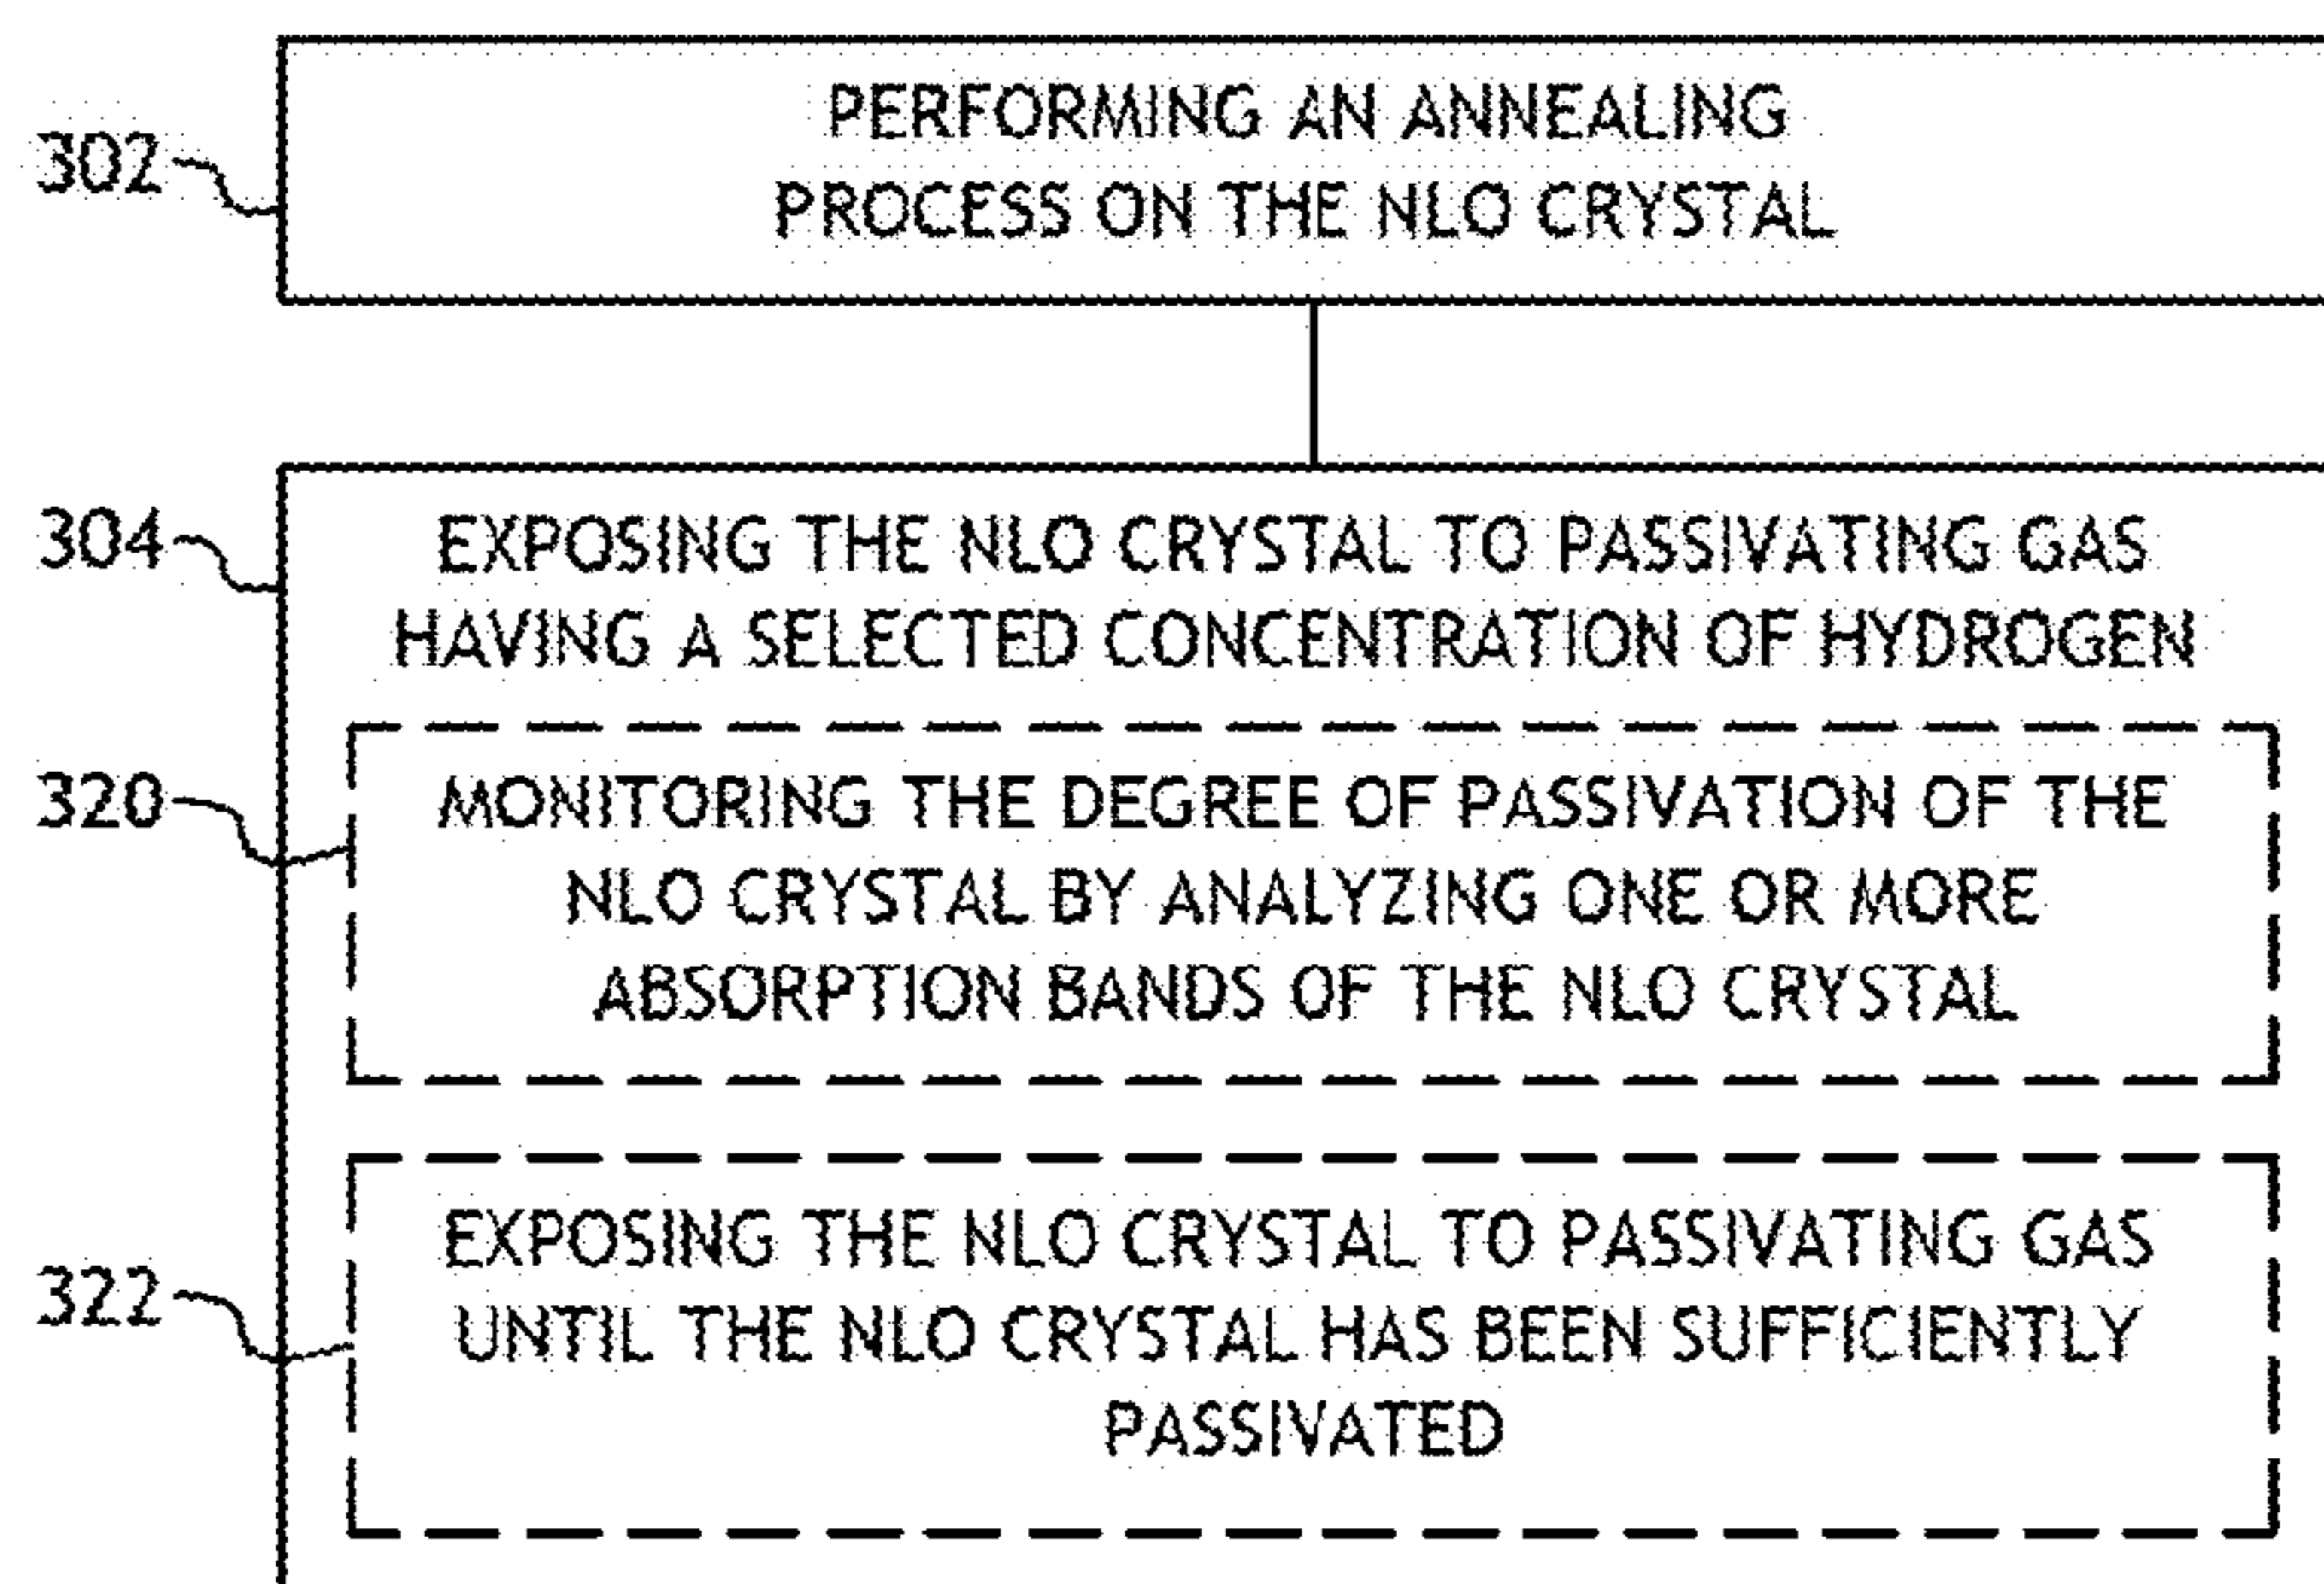 302
PERFORMING AN ANNEALING
PROCESS ON THE NLO CRYSTAL
304
EXPOSING THE NLO CRYSTAL TO PASSIVATING GAS
HAVING A SELECTED CONCENTRATION OF HYDROGEN
320
MONITORING THE DEGREE OF PASSIVATION OF THE
NLO CRYSTAL BY ANALYZING ONE OR MORE
ABSORPTION BANDS OF THE NLO CRYSTAL
322
EXPOSING THE NLO CRYSTAL TO PASSIVATING GAS
UNTIL THE NLO CRYSTAL HAS BEEN SUFFICIENTLY
PASSIVATED